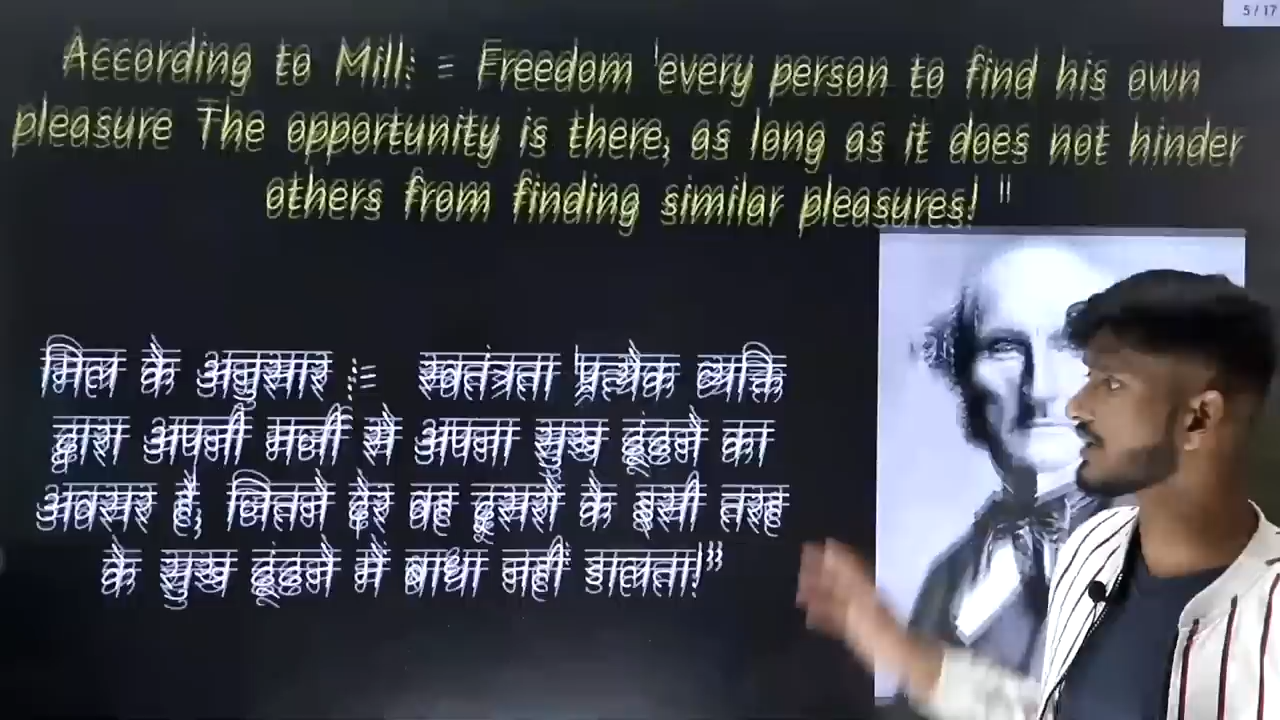 5 / 17
According to Mill: = Freedom 'every person to find his own
pleasure The opportunity is there, as long as it does not hinder
others from finding similar pleasures! "
मिल के अनुसार := स्वतंत्रता 'प्रत्येक व्यक्ति
द्वारा अपनी मर्जी से अपना सुख ढूंढने का
अवसर है, जितनी देर वह दूसरों के इसी तरह
के सुख ढूंढने में बाधा नहीं डालता!"